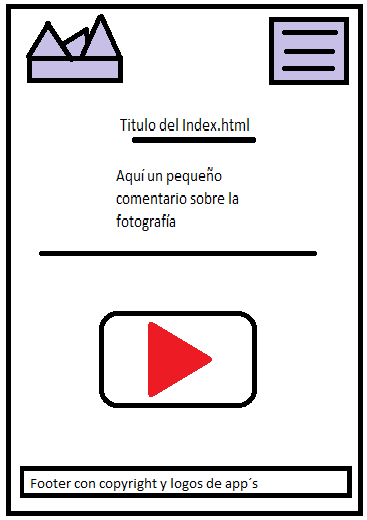 Titulo del Index.html
Aquí un pequeño
comentario sobre la
fotografía
Footer con copyright y logos de app´s